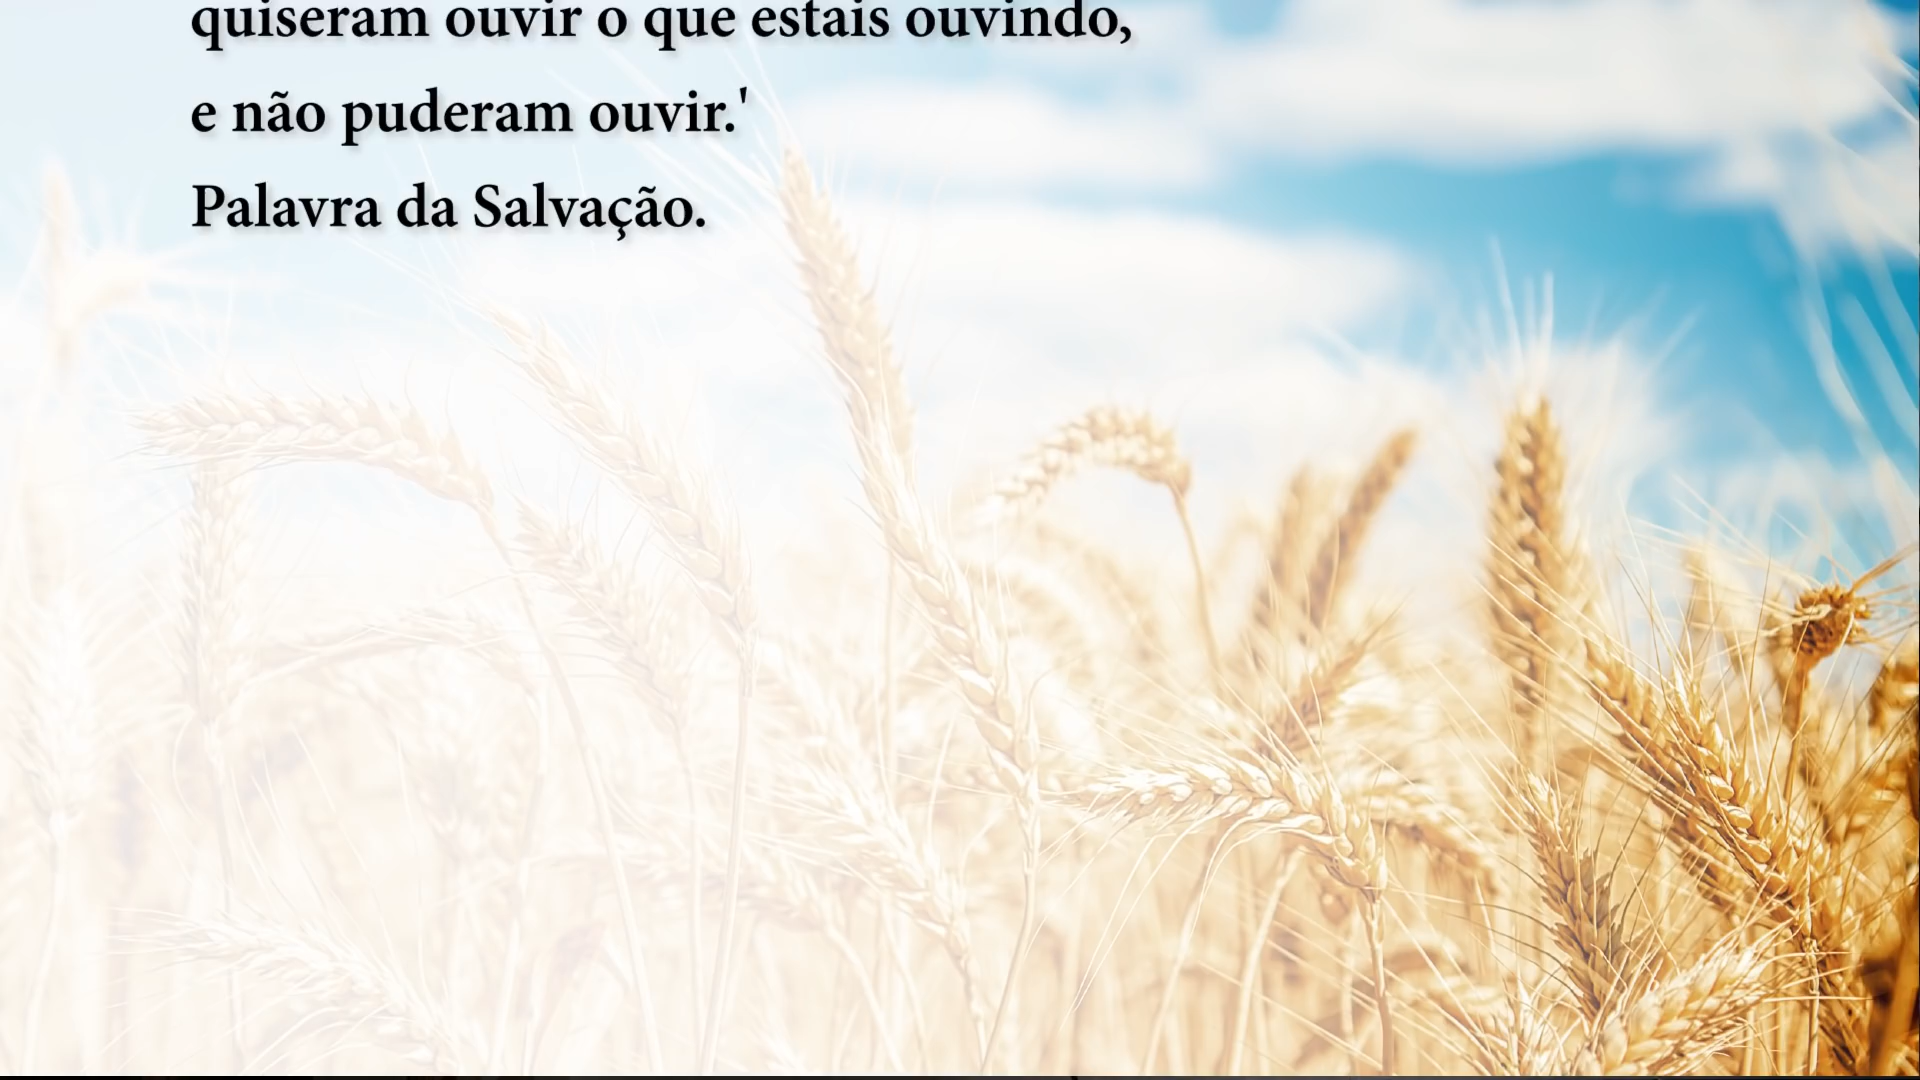 quiseram ouvir o que estais ouvindo,
e não puderam ouvir.'
Palavra da Salvação.